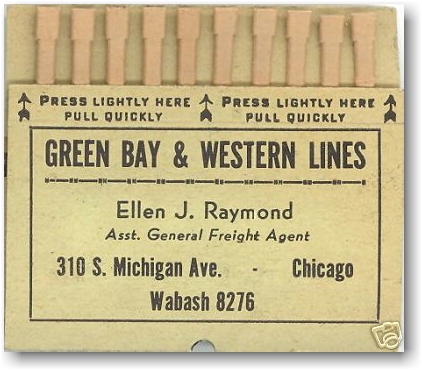 PRESS LIGHTLY HERE PRESS LIGHTLY HERE
PULL QUICKLY PULL QUICKLY
GREEN BAY & WESTERN LINES
Ellen J. Raymond
Asst. General Freight Agent
310 S. Michigan Ave. - Chicago
Wabash 8276